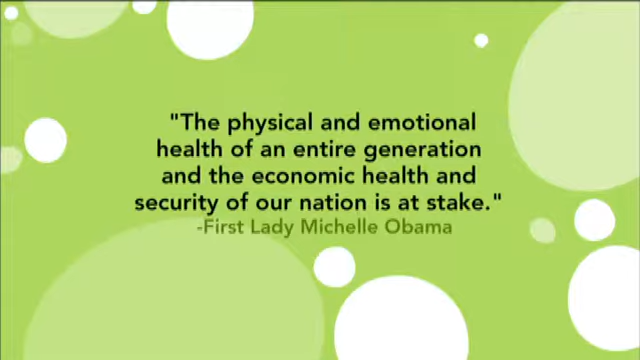 "The physical and emotional
health of an entire generation
and the economic health and
security of our nation is at stake."
-First Lady Michelle Obama